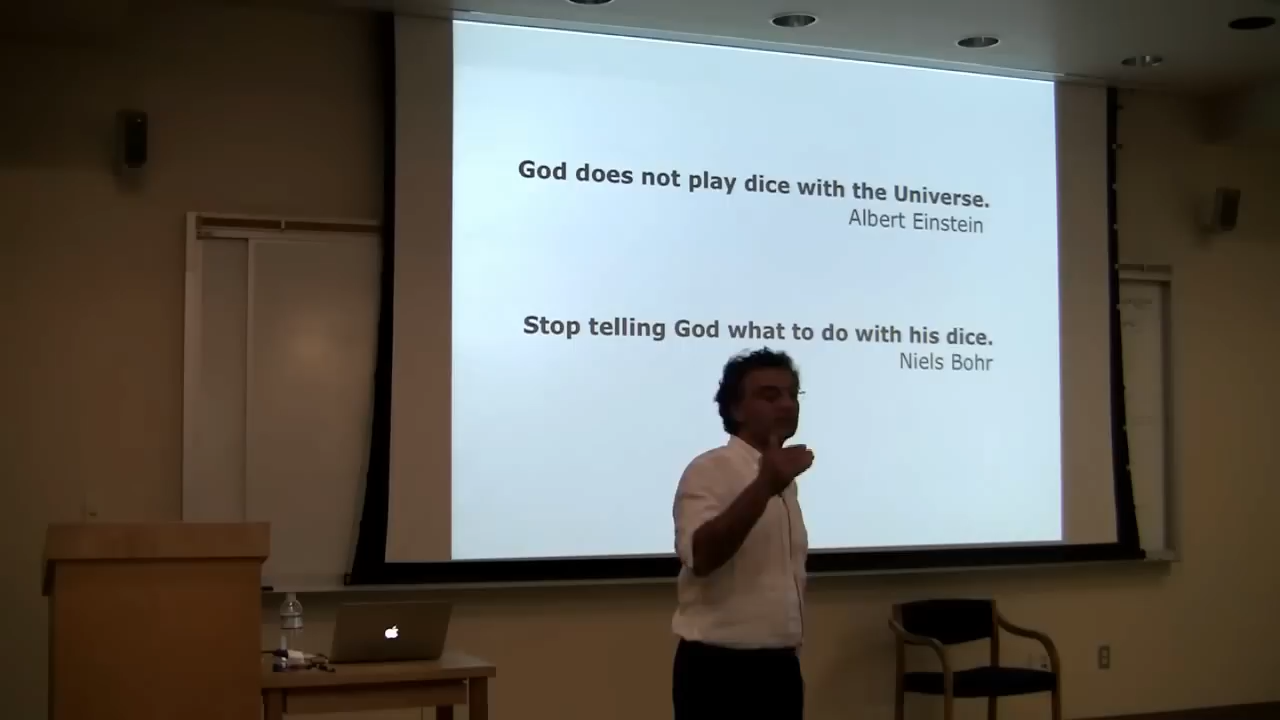 God does not play dice with the Universe.
Albert Einstein
Stop telling God what to do with his dice.
Niels Bohr